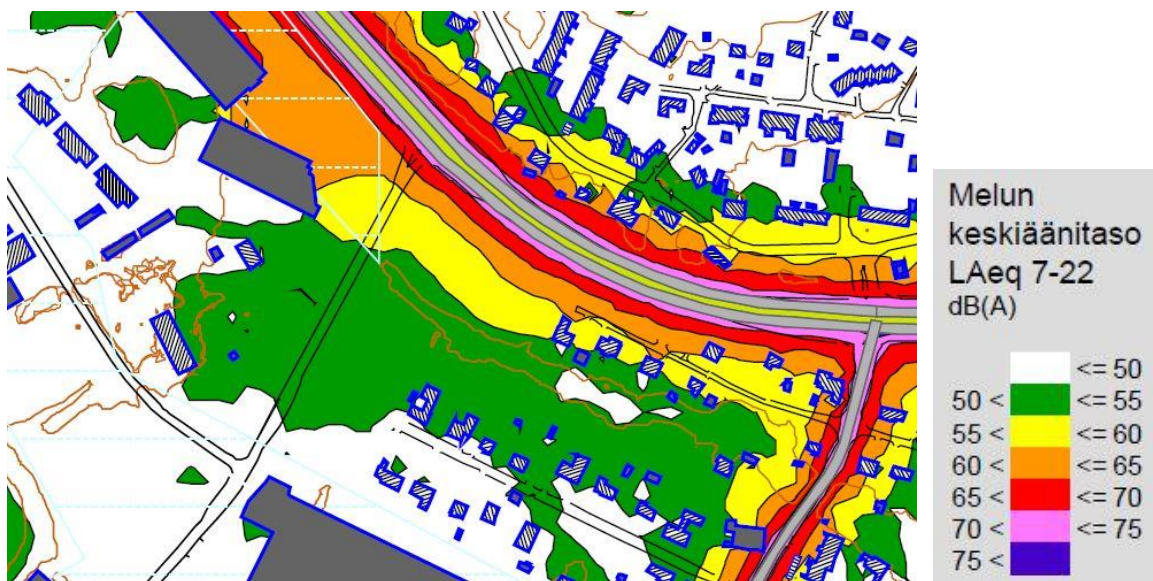 Melun
keskiäänitaso
LAeq 7-22
dB(A)
<= 50
50 < <= 55
55 < <= 60
60 < <= 65
65 < <= 70
70 < <= 75
75 <